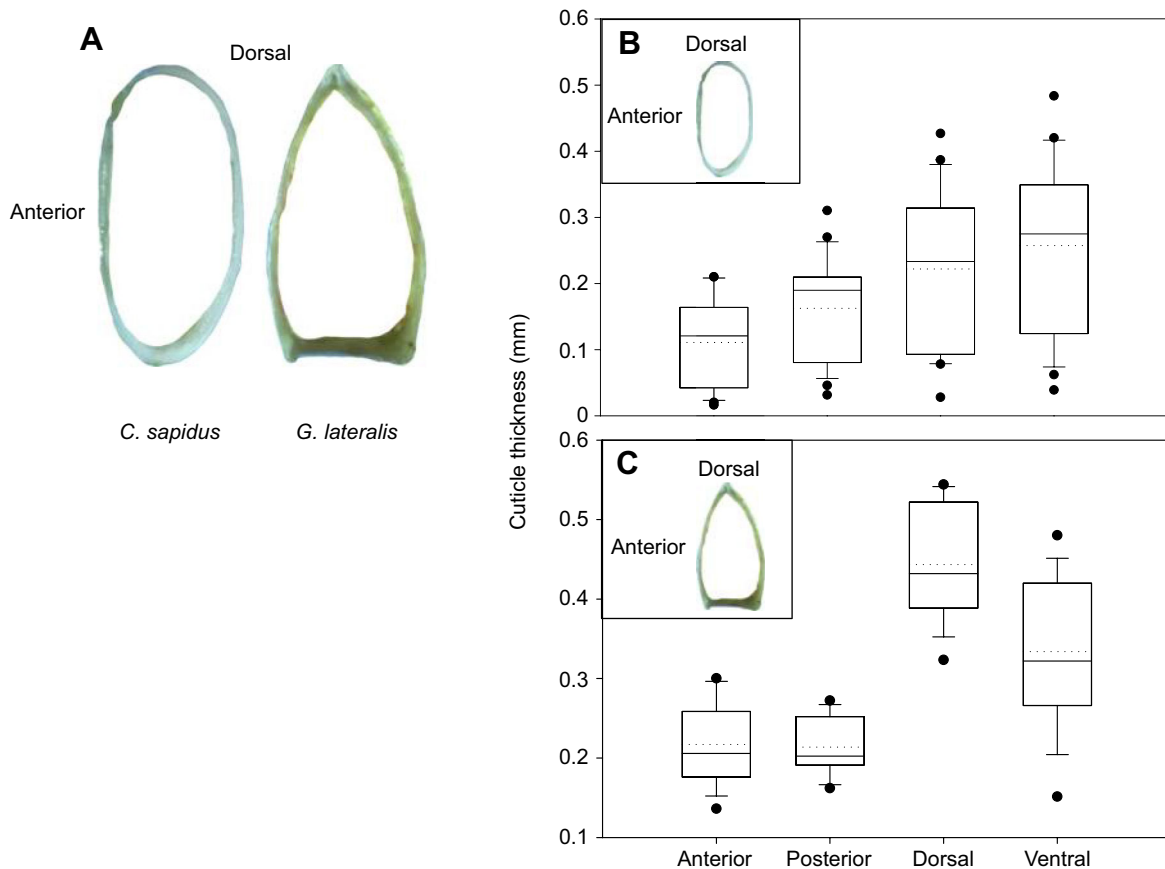 A
Dorsal
Anterior
C. sapidus
G. lateralis
Cuticle thickness (mm)
B
Dorsal
Anterior
0.6
0.5
0.4
0.3
0.2
0.1
0
C
Dorsal
Anterior
0.6
0.5
0.4
0.3
0.2
0.1
Anterior Posterior Dorsal Ventral